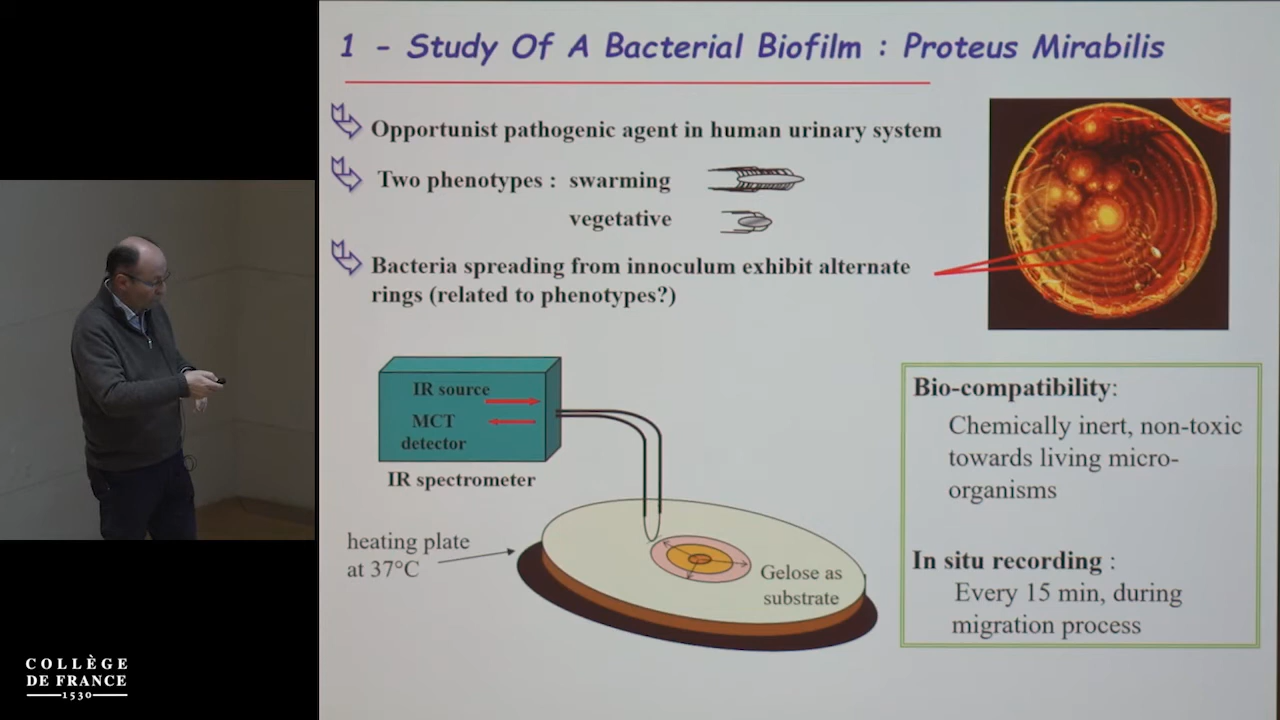 1 - Study Of A Bacterial Biofilm : Proteus Mirabilis
Opportunist pathogenic agent in human urinary system
Two phenotypes : swarming
vegetative
Bacteria spreading from innoculum exhibit alternate
rings (related to phenotypes?)
IR source
MCT
detector
IR spectrometer
heating plate
at 37°C
Gelose as
substrate
Bio-compatibility:
Chemically inert, non-toxic
towards living micro-
organisms
In situ recording :
Every 15 min, during
migration process
COLLÈGE
DE FRANCE
1530